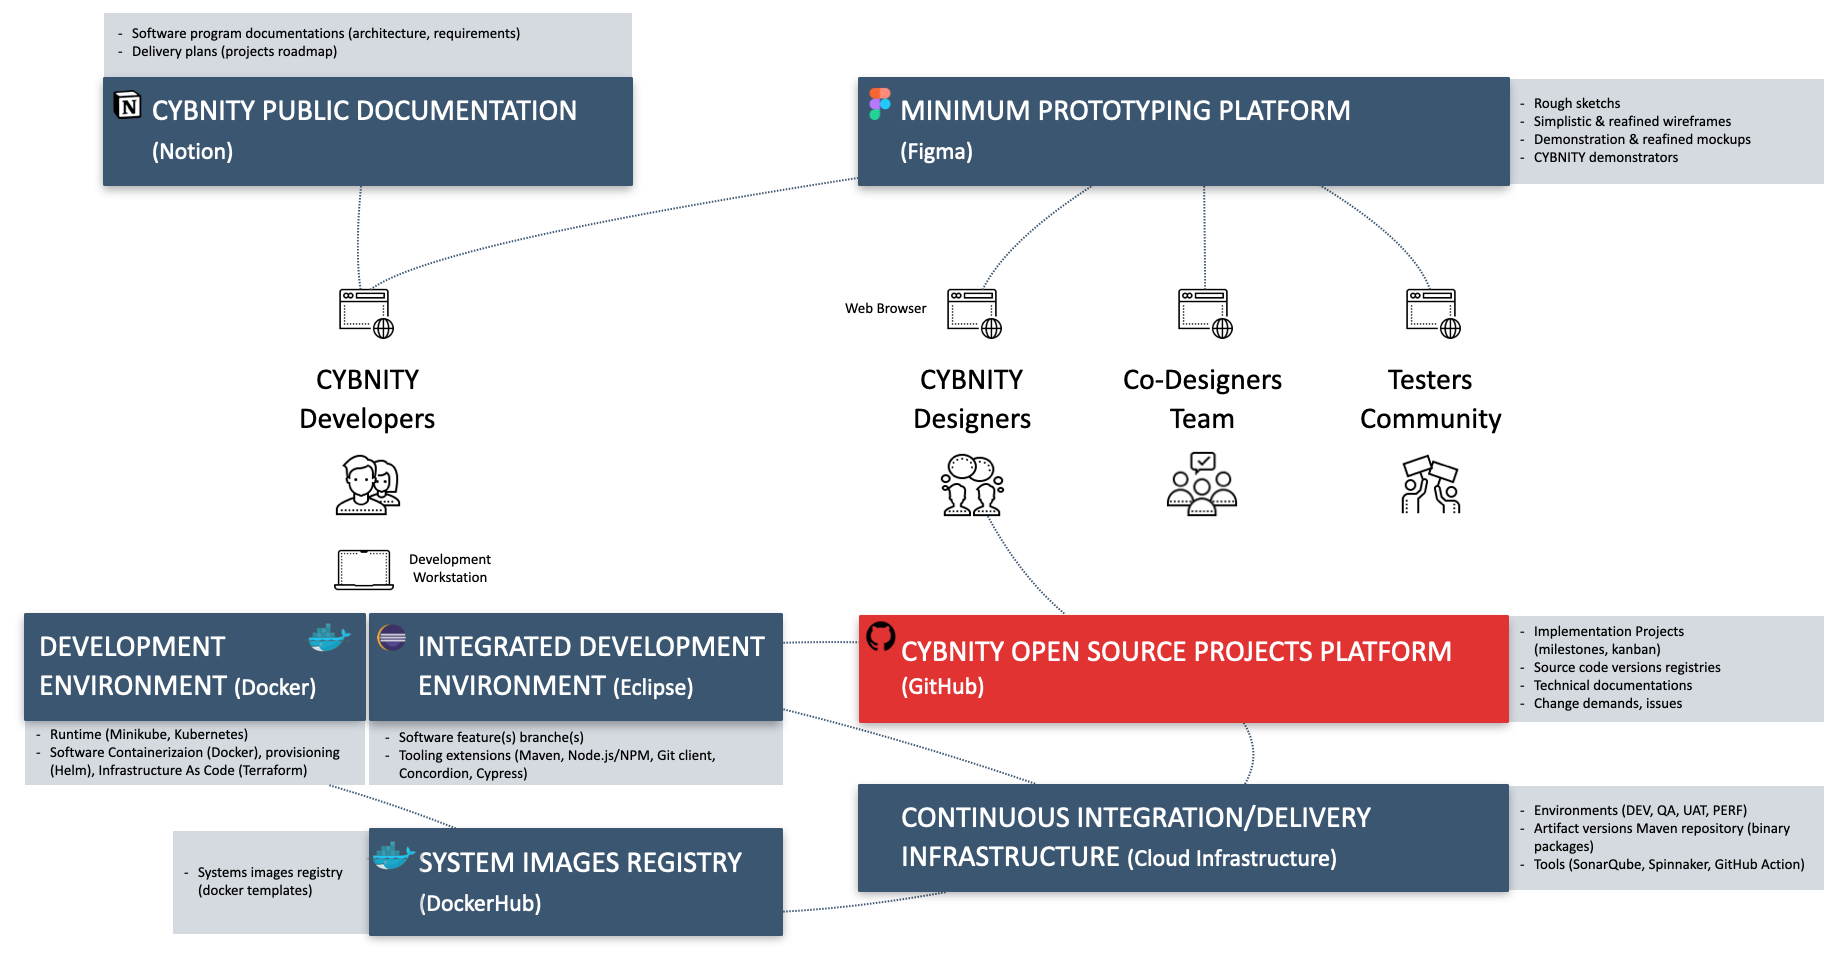 - Software program documentations (architecture, requirements)
- Delivery plans (projects roadmap)
CYBNITY PUBLIC DOCUMENTATION
(Notion)
MINIMUM PROTOTYPING PLATFORM
(Figma)
- Rough sketchs
- Simplistic & reafined wireframes
- Demonstration & reafined mockups
- CYBNITY demonstrators
Web Browser
CYBNITY
Developers
CYBNITY
Designers
Co-Designers
Team
Testers
Community
Development
Workstation
DEVELOPMENT
ENVIRONMENT (Docker)
- Runtime (Minikube, Kubernetes)
- Software Containerizaion (Docker), provisioning
(Helm), Infrastructure As Code (Terraform)
INTEGRATED DEVELOPMENT
ENVIRONMENT (Eclipse)
- Software feature(s) branche(s)
- Tooling extensions (Maven, Node.js/NPM, Git client,
Concordion, Cypress)
CYBNITY OPEN SOURCE PROJECTS PLATFORM
(GitHub)
- Implementation Projects
(milestones, kanban)
- Source code versions registries
- Technical documentations
- Change demands, issues
- Systems images registry
(docker templates)
SYSTEM IMAGES REGISTRY
(DockerHub)
CONTINUOUS INTEGRATION/DELIVERY
INFRASTRUCTURE (Cloud Infrastructure)
- Environments (DEV, QA, UAT, PERF)
- Artifact versions Maven repository (binary
packages)
- Tools (SonarQube, Spinnaker, GitHub Action)